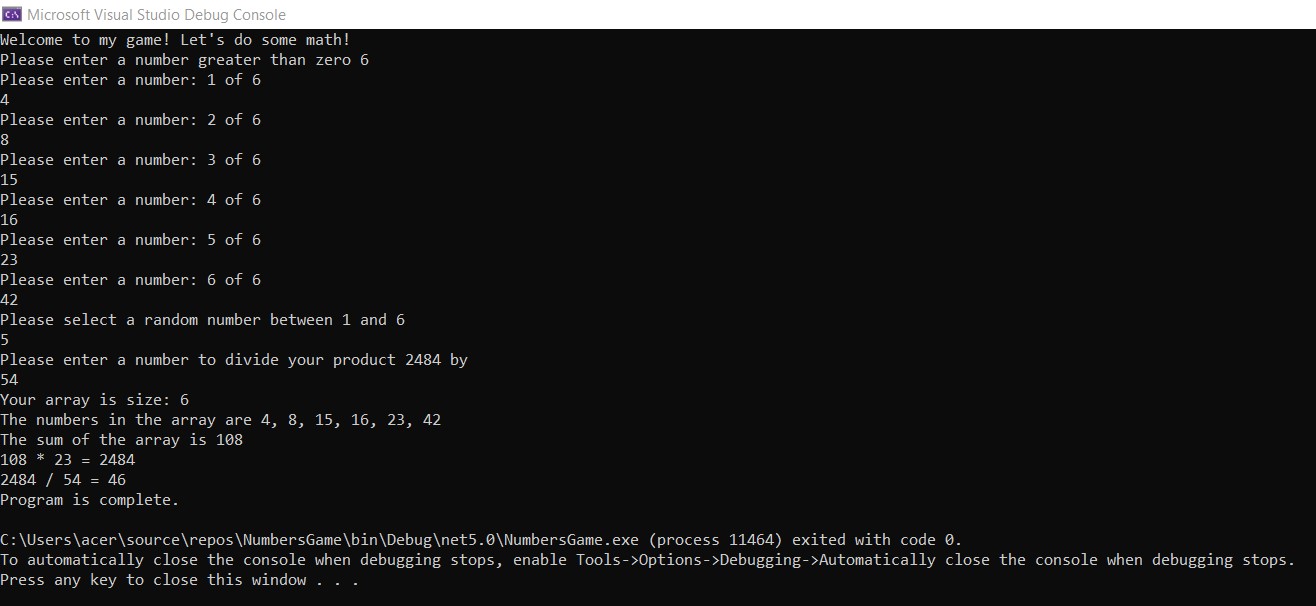 Microsoft Visual Studio Debug Console
Welcome to my game! Let's do some math!
Please enter a number greater than zero 6
Please enter a number: 1 of 6
4
Please enter a number: 2 of 6
8
Please enter a number: 3 of 6
15
Please enter a number: 4 of 6
16
Please enter a number: 5 of 6
23
Please enter a number: 6 of 6
42
Please select a random number between 1 and 6
5
Please enter a number to divide your product 2484 by
54
Your array is size: 6
The numbers in the array are 4, 8, 15, 16, 23, 42
The sum of the array is 108
108 * 23 = 2484
2484 / 54 = 46
Program is complete.
C:\Users\acer\source\repos\NumbersGame\bin\Debug\net5.0\NumbersGame.exe (process 11464) exited with code 0.
To automatically close the console when debugging stops, enable Tools->Options->Debugging->Automatically close the console when debugging stops.
Press any key to close this window . . .